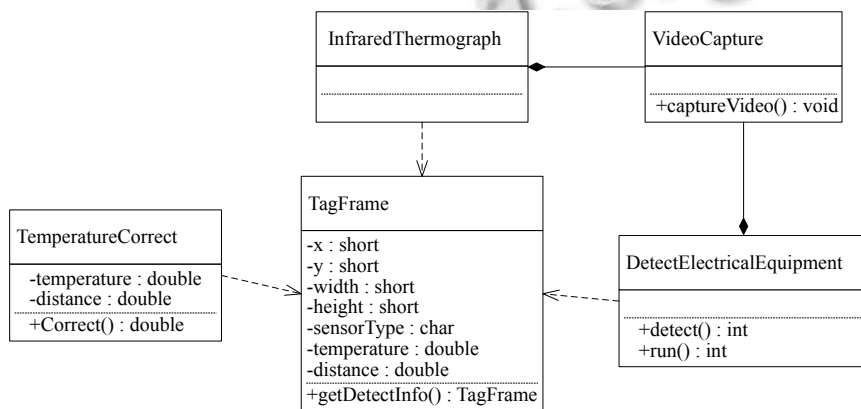 InfraredThermograph
VideoCapture
+captureVideo() : void
TagFrame
-x : short
-y : short
-width : short
-height : short
-sensorType : char
-temperature : double
-distance : double
+getDetectInfo() : TagFrame
TemperatureCorrect
-temperature : double
-distance : double
+Correct() : double
DetectElectricalEquipment
+detect() : int
+run() : int